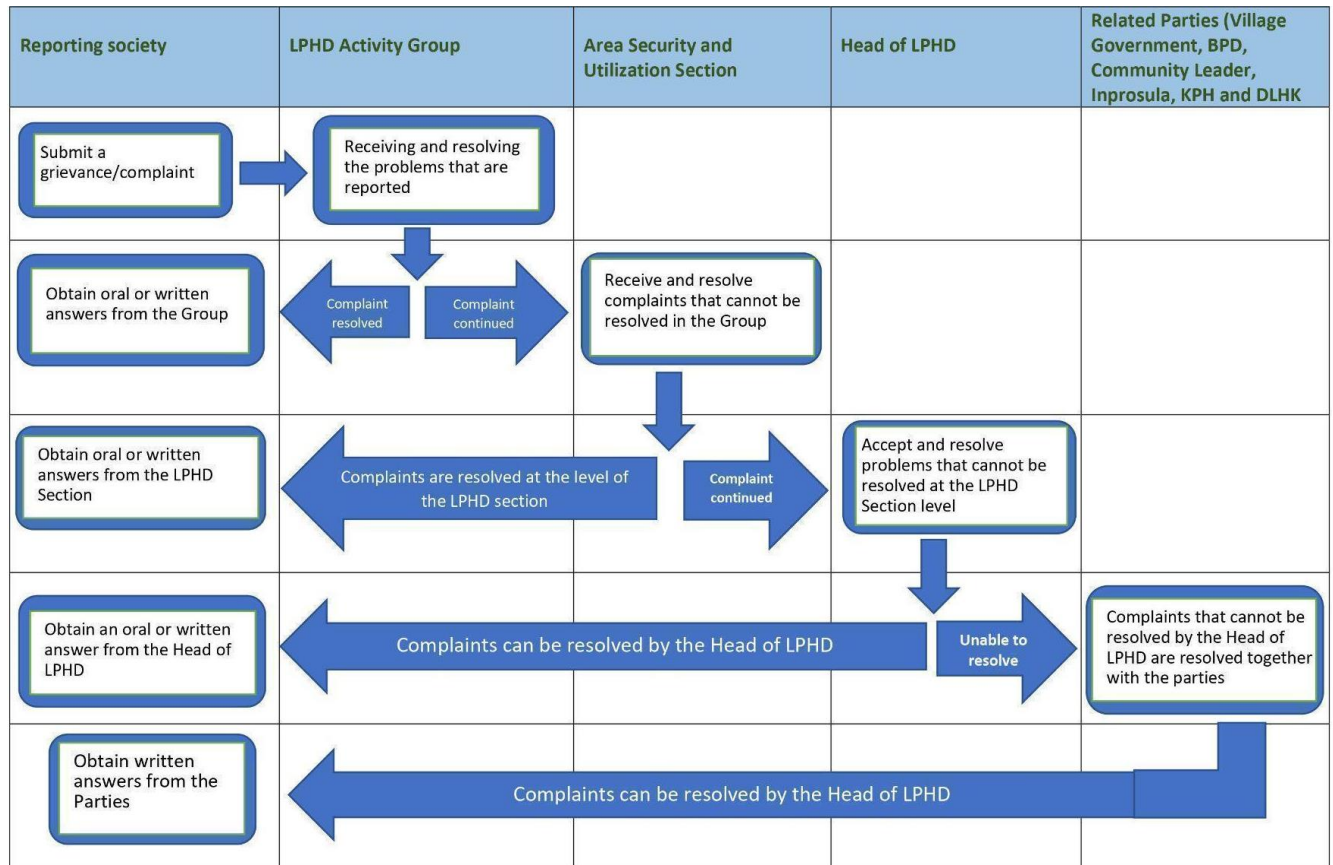 Reporting society
LPHD Activity Group
Area Security and
Utilization Section
Head of LPHD
Related Parties (Village
Government, BPD,
Community Leader,
Inprosula, KPH and DLHK
Submit a
grievance/complaint
Receiving and resolving
the problems that are
reported
Obtain oral or written
answers from the Group
Complaint
resolved
Complaint
continued
Receive and resolve
complaints that cannot be
resolved in the Group
Obtain oral or written
answers from the LPHD
Section
Complaints are resolved at the level of
the LPHD section
Complaint
continued
Accept and resolve
problems that cannot be
resolved at the LPHD
Section level
Obtain an oral or written
answer from the Head of
LPHD
Complaints can be resolved by the Head of LPHD
Unable to
resolve
Complaints that cannot be
resolved by the Head of
LPHD are resolved together
with the parties
Obtain written
answers from the
Parties
Complaints can be resolved by the Head of LPHD